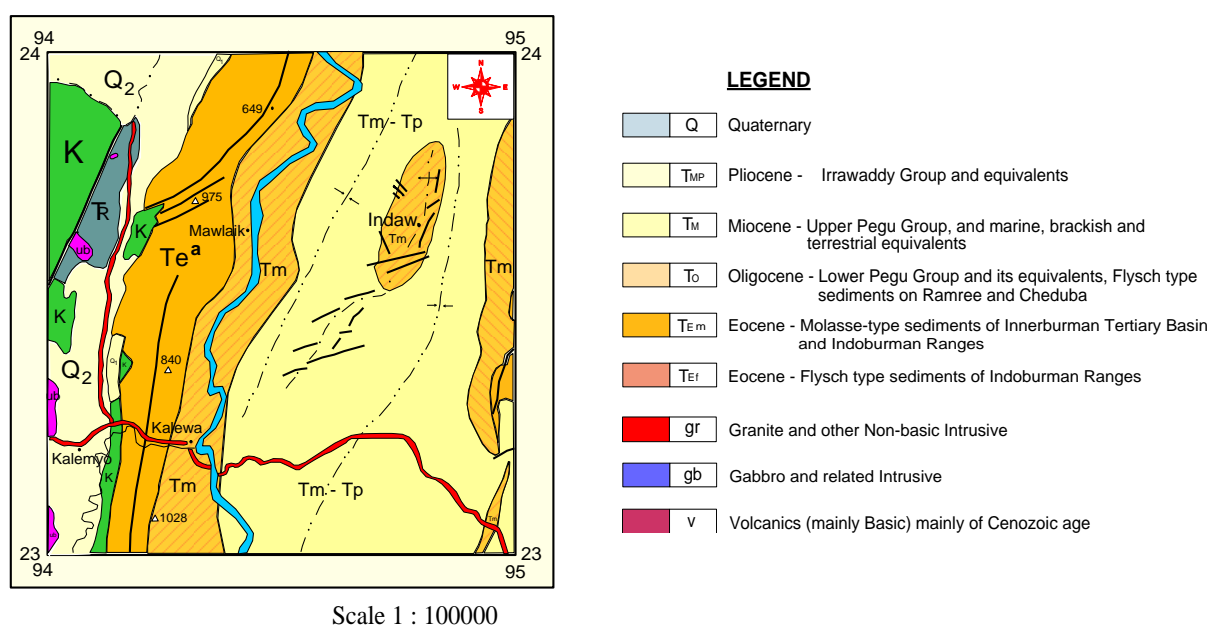 94
95
24
24
Q1
Q2
N
W E
S
649
Tm - Tp
K
TR
975
Indaw
K
Mawlaik
Tm
ub
Te a
Tm
Tm
K
Q1
840
K
Q2
ub
Kalewa
Kalemyo
K
Tm
Tm - Tp
1028
Tm
23
23
94
95
Scale 1 : 100000
LEGEND
Q Quaternary
TMP Pliocene - Irrawaddy Group and equivalents
TM Miocene - Upper Pegu Group, and marine, brackish and
terrestrial equivalents
TO Oligocene - Lower Pegu Group and its equivalents, Flysch type
sediments on Ramree and Cheduba
TEm Eocene - Molasse-type sediments of Innerburman Tertiary Basin
and Indoburman Ranges
TEf Eocene - Flysch type sediments of Indoburman Ranges
gr Granite and other Non-basic Intrusive
gb Gabbro and related Intrusive
v Volcanics (mainly Basic) mainly of Cenozoic age